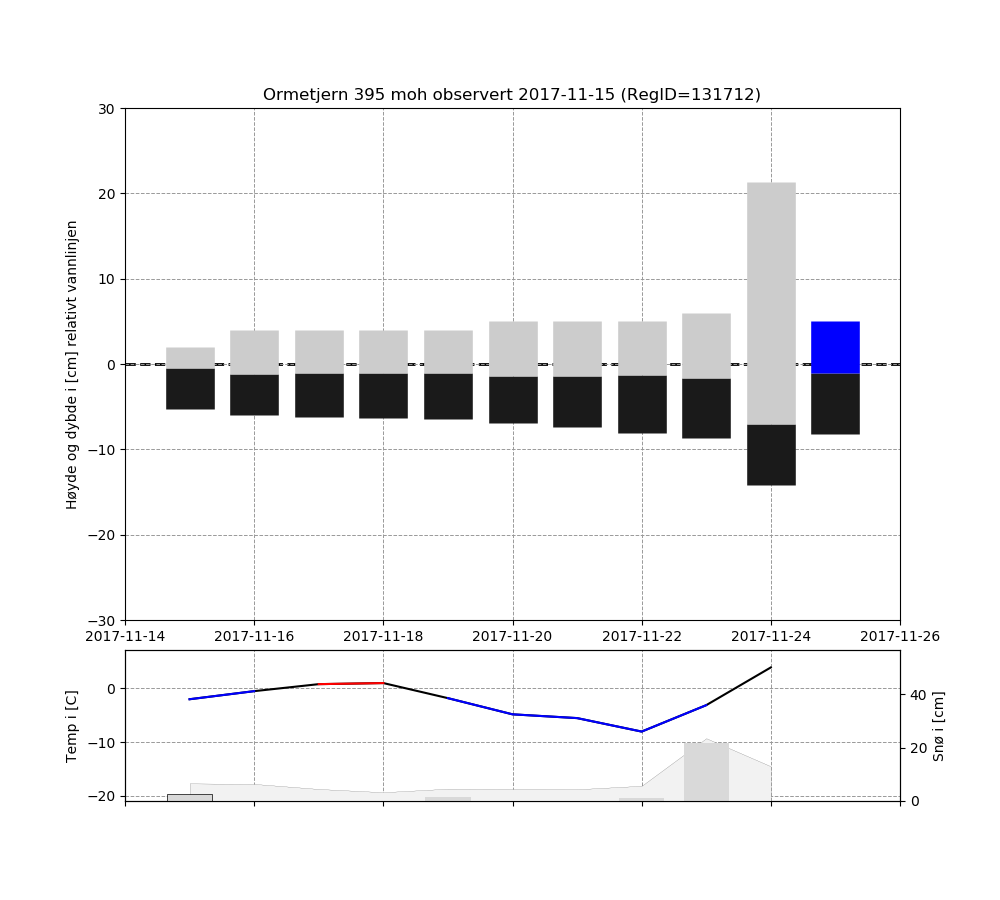 Ormetjern 395 moh observert 2017-11-15 (RegID=131712)
Høyde og dybde i [cm] relativt vannlinjen
30
20
10
0
−10
−20
−30
2017-11-14 2017-11-16 2017-11-18 2017-11-20 2017-11-22 2017-11-24 2017-11-26
Temp i [C]
0
−10
−20
40
20
0
Snø i [cm]